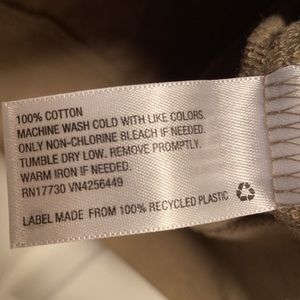 100% COTTON
MACHINE WASH COLD WITH LIKE COLORS.
ONLY NON-CHLORINE BLEACH IF NEEDED.
TUMBLE DRY LOW. REMOVE PROMPTLY.
WARM IRON IF NEEDED.
RN17730 VN4256449
LABEL MADE FROM 100% RECYCLED PLASTIC